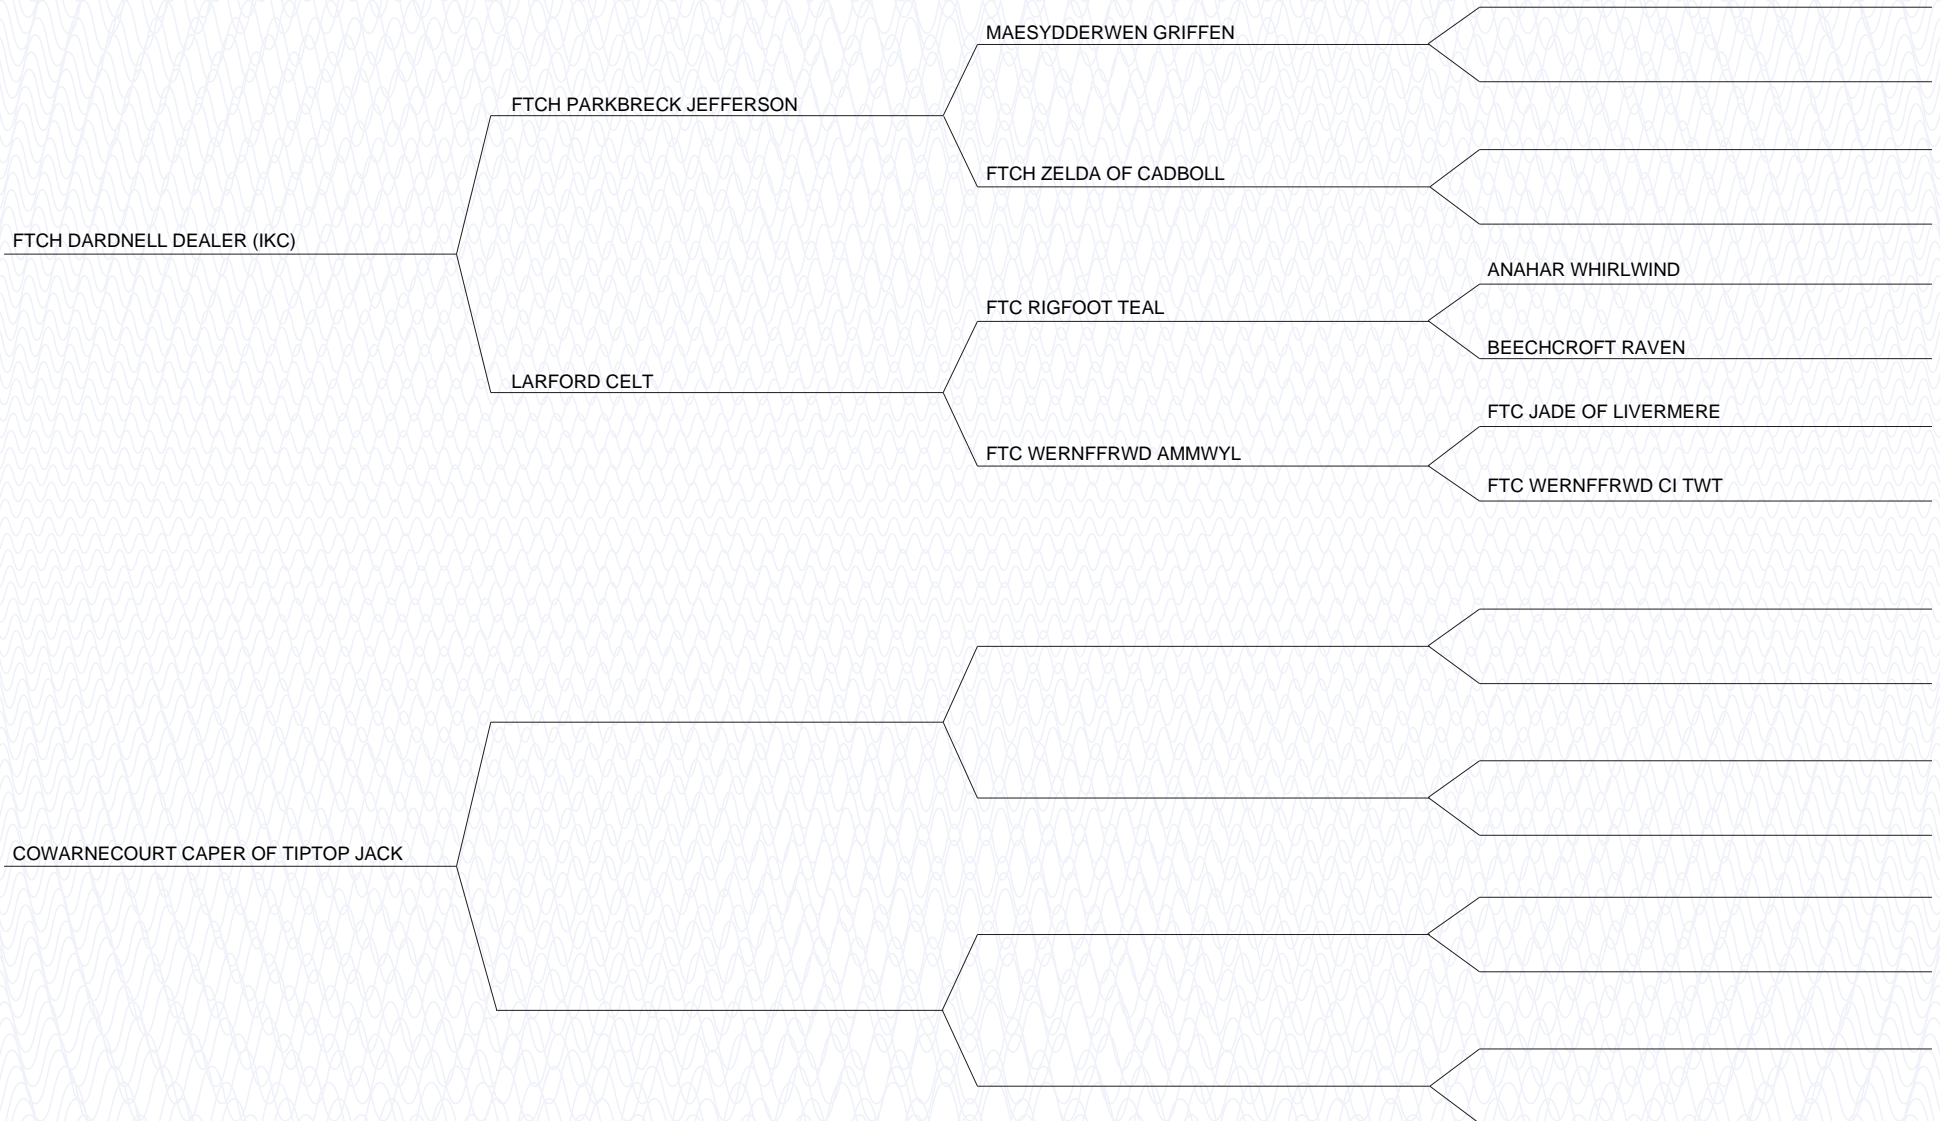 MAESYDDERWEN GRIFFEN
FTCH PARKBRECK JEFFERSON
FTCH ZELDA OF CADBOLL
FTCH DARDNELL DEALER (IKC)
ANAHAR WHIRLWIND
FTC RIGFOOT TEAL
BEECHCROFT RAVEN
LARFORD CELT
FTC JADE OF LIVERMERE
FTC WERNFFRWD AMMWYL
FTC WERNFFRWD CI TWT
COWARNECOURT CAPER OF TIPTOP JACK